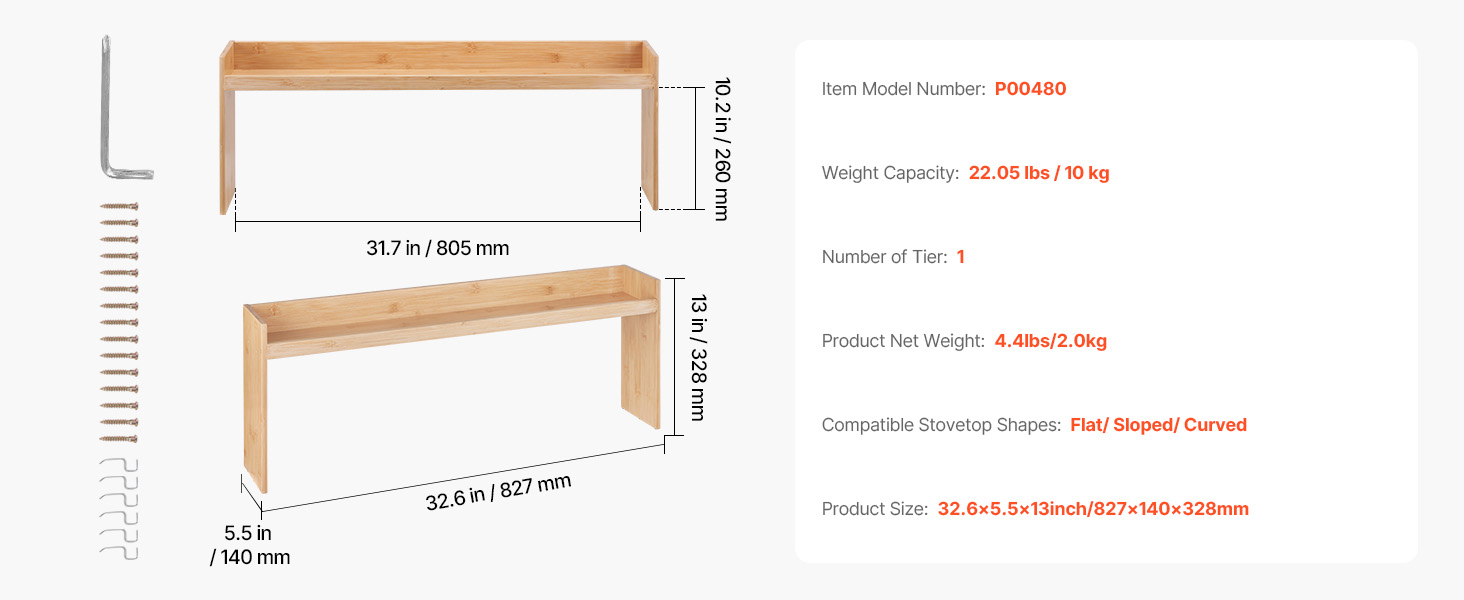 10.2 in / 260 mm
31.7 in / 805 mm
13 in / 328 mm
32.6 in / 827 mm
5.5 in
/ 140 mm
Item Model Number: P00480
Weight Capacity: 22.05 lbs / 10 kg
Number of Tier: 1
Product Net Weight: 4.4lbs/2.0kg
Compatible Stovetop Shapes: Flat/ Sloped/ Curved
Product Size: 32.6×5.5×13inch/827×140×328mm